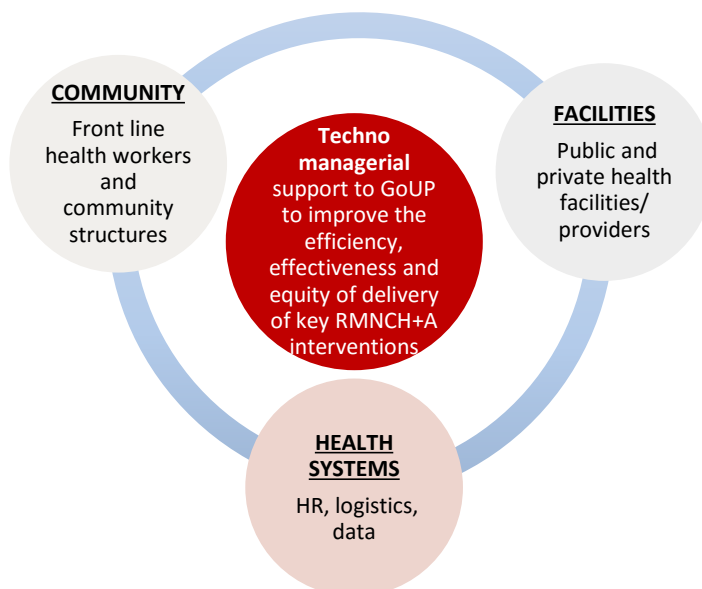 COMMUNITY
Front line
health workers
and
community
structures
Techno
managerial
support to GoUP
to improve the
efficiency,
effectiveness and
equity of delivery
of key RMNCH+A
interventions
FACILITIES
Public and
private health
facilities/
providers
HEALTH
SYSTEMS
HR, logistics,
data